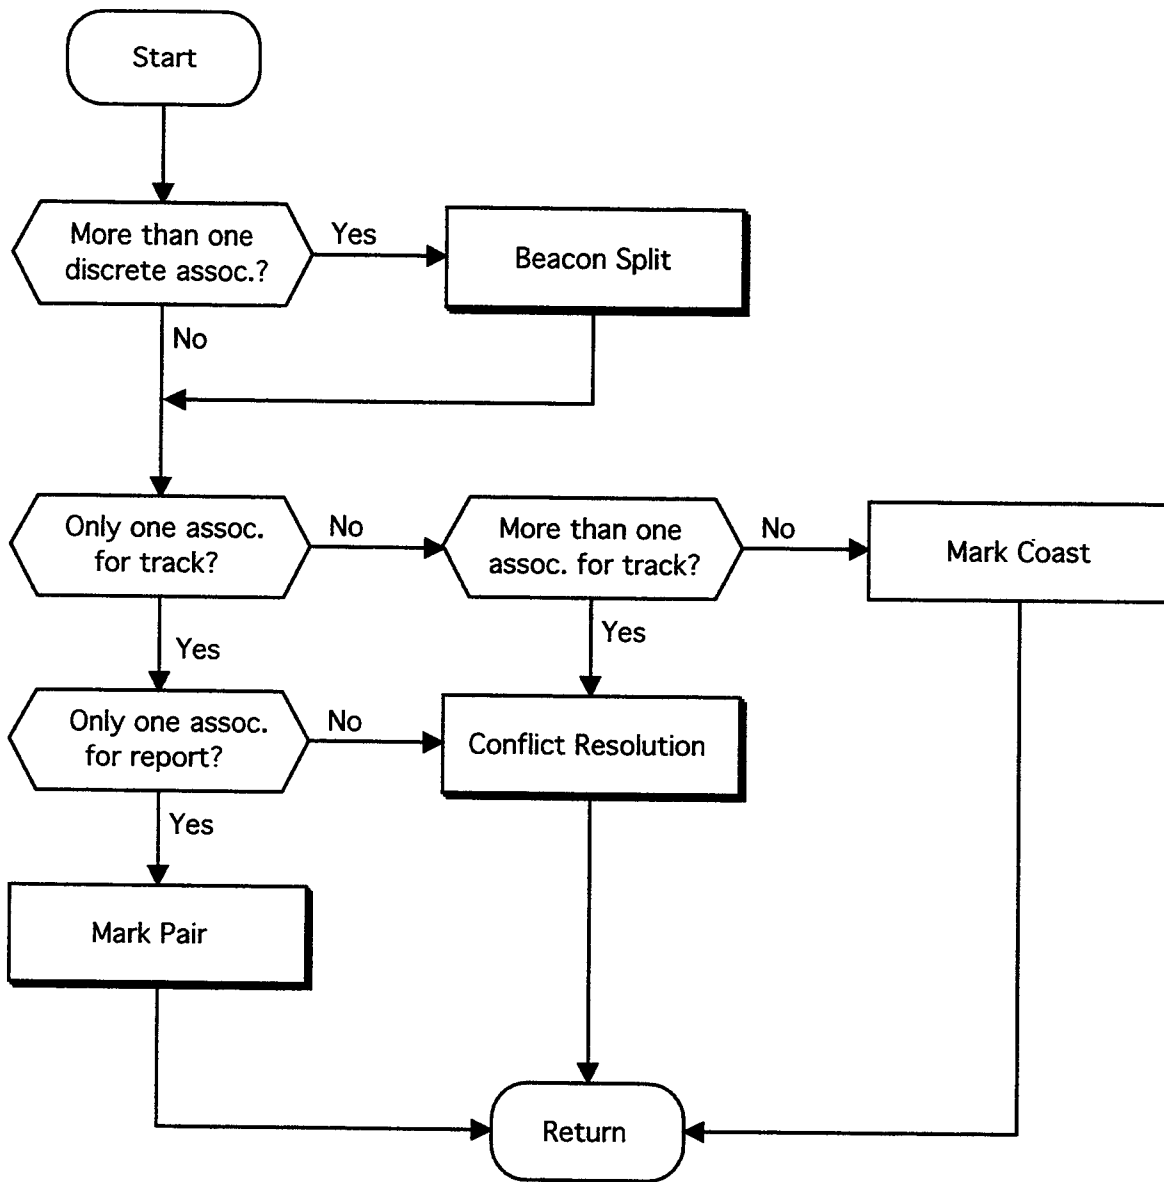 Start
More than one
discrete assoc.?
Yes
Beacon Split
No
Only one assoc.
for track?
No
More than one
assoc. for track?
No
Mark Coast
Yes
Yes
Only one assoc.
for report?
No
Conflict Resolution
Yes
Mark Pair
Return